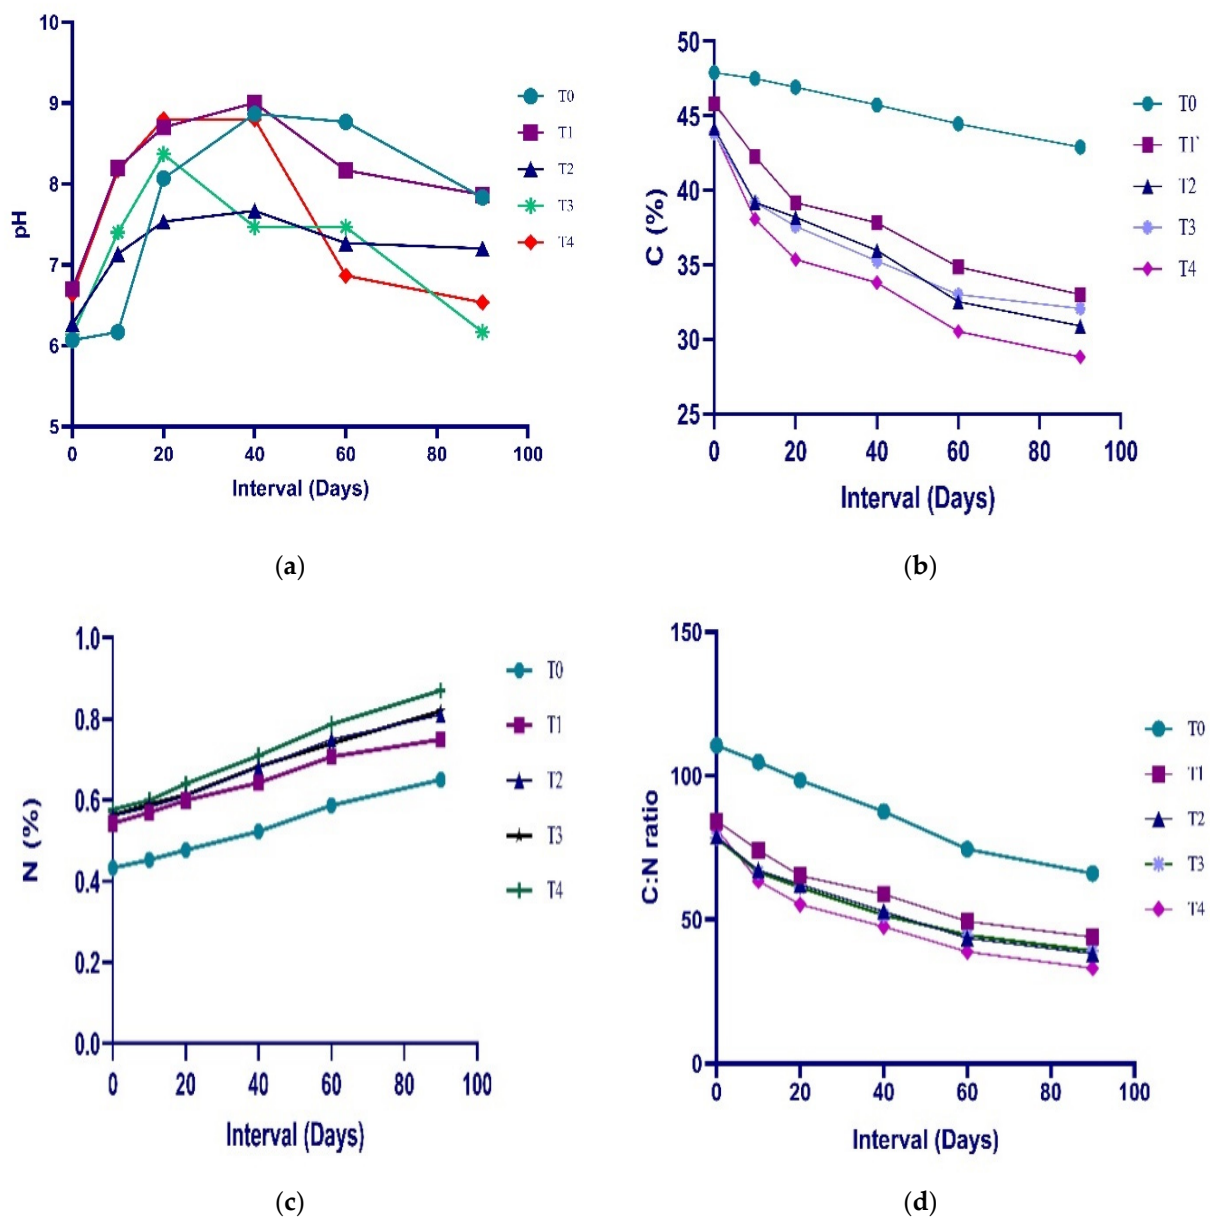 10
9
8
7
6
5
pH
0
20
40
60
80
100
Interval (Days)
T0
T1
T2
T3
T4
(a)
50
45
40
35
30
25
C (%)
0
20
40
60
80
100
Interval (Days)
T0
T1`
T2
T3
T4
(b)
1.0
0.8
0.6
0.4
0.2
0.0
N (%)
0
20
40
60
80
100
Interval (Days)
T0
T1
T2
T3
T4
(c)
150
100
50
0
C:N ratio
0
20
40
60
80
100
Interval (Days)
T0
T1
T2
T3
T4
(d)